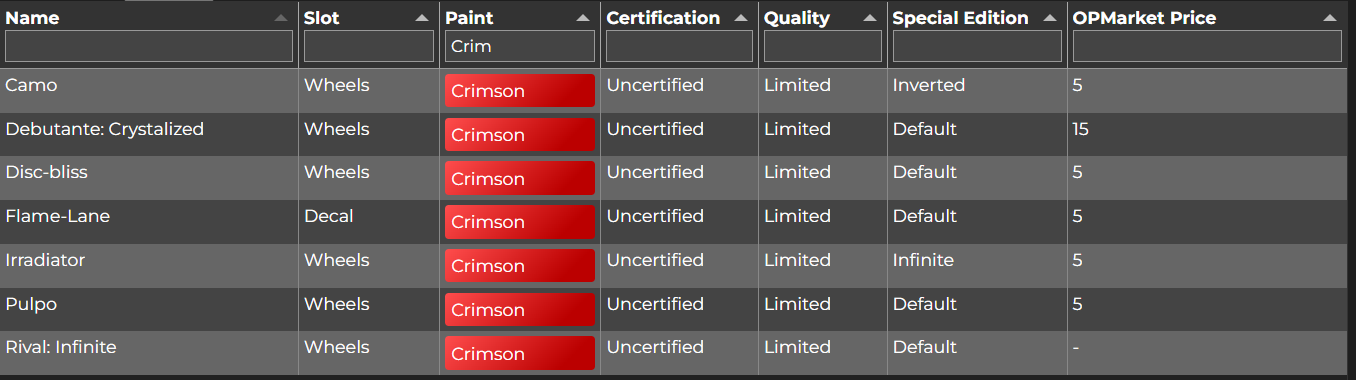 Name Slot Paint Certification Quality Special Edition OPMarket Price
Crim
Camo Wheels Crimson Uncertified Limited Inverted 5
Debutante: Crystalized Wheels Crimson Uncertified Limited Default 15
Disc-bliss Wheels Crimson Uncertified Limited Default 5
Flame-Lane Decal Crimson Uncertified Limited Default 5
Irradiator Wheels Crimson Uncertified Limited Infinite 5
Pulpo Wheels Crimson Uncertified Limited Default 5
Rival: Infinite Wheels Crimson Uncertified Limited Default -